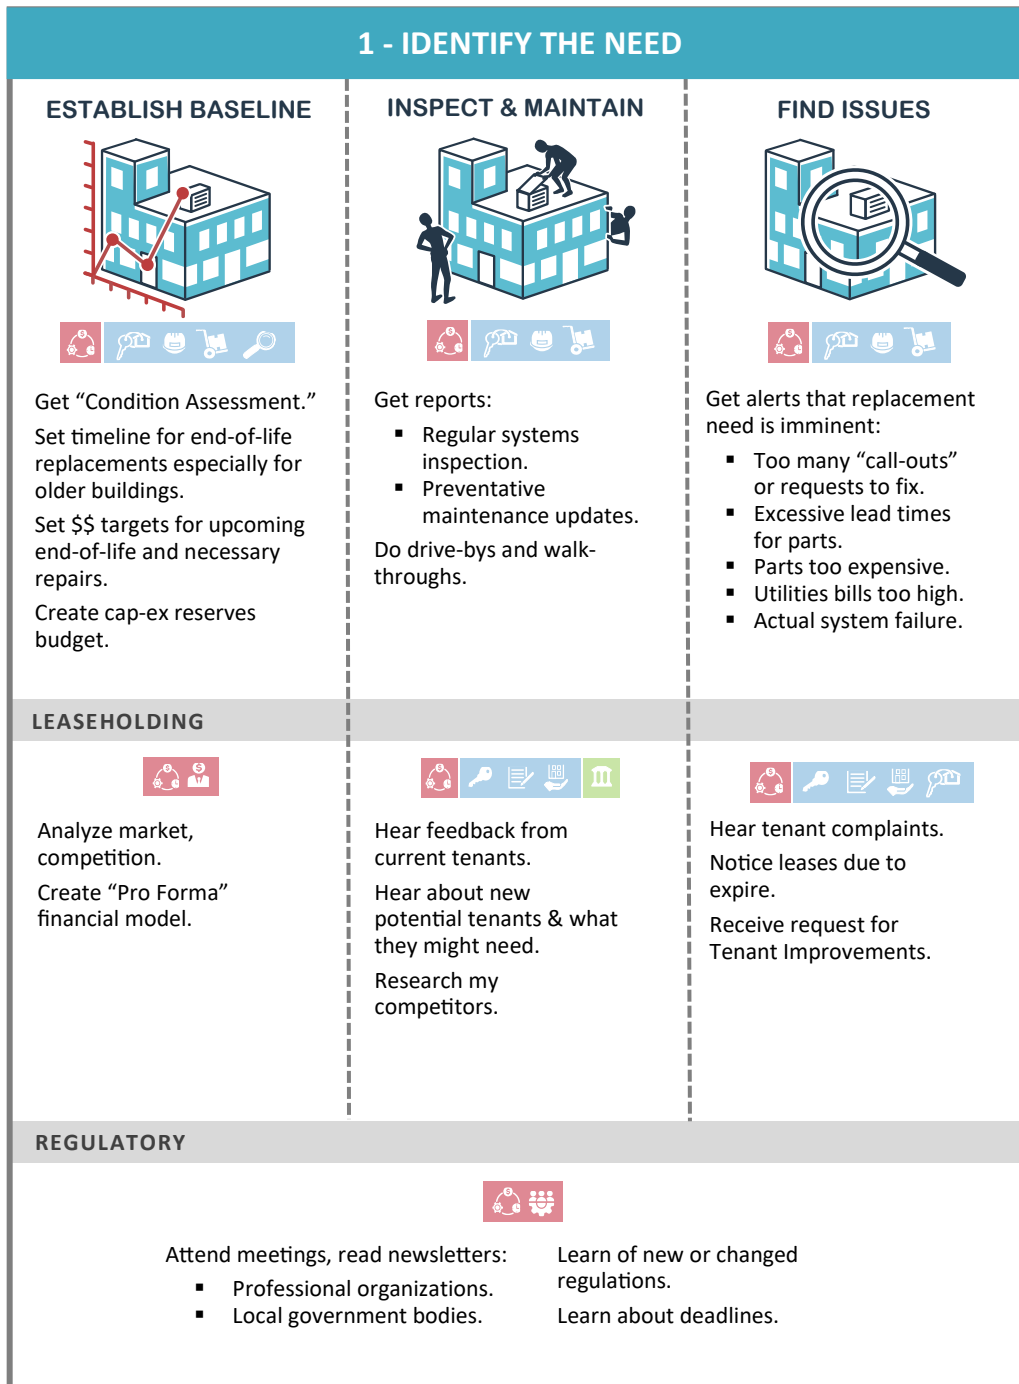 1 - IDENTIFY THE NEED
ESTABLISH BASELINE
Get “Condition Assessment.”
Set timeline for end-of-life
replacements especially for
older buildings.
Set $$ targets for upcoming
end-of-life and necessary
repairs.
Create cap-ex reserves
budget.
INSPECT & MAINTAIN
Get reports:
▪ Regular systems
inspection.
▪ Preventative
maintenance updates.
Do drive-bys and walk-
throughs.
FIND ISSUES
Get alerts that replacement
need is imminent:
▪ Too many “call-outs”
or requests to fix.
▪ Excessive lead times
for parts.
▪ Parts too expensive.
▪ Utilities bills too high.
▪ Actual system failure.
LEASEHOLDING
Analyze market,
competition.
Create “Pro Forma”
financial model.
Hear feedback from
current tenants.
Hear about new
potential tenants & what
they might need.
Research my
competitors.
Hear tenant complaints.
Notice leases due to
expire.
Receive request for
Tenant Improvements.
REGULATORY
Attend meetings, read newsletters:
▪ Professional organizations.
▪ Local government bodies.
Learn of new or changed
regulations.
Learn about deadlines.